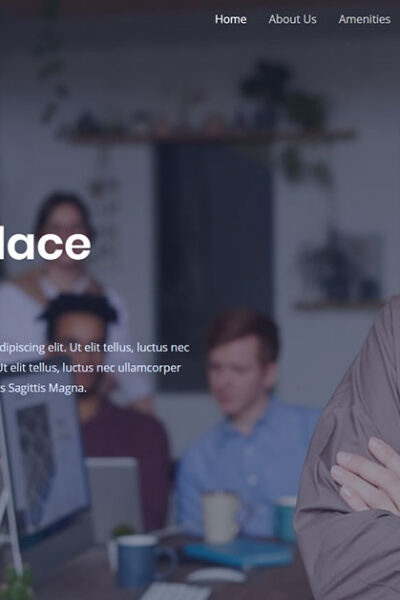 Home About Us Amenities
lace
dipiscing elit. Ut elit tellus, luctus nec
Ut elit tellus, luctus nec ullamcorper
s Sagittis Magna.